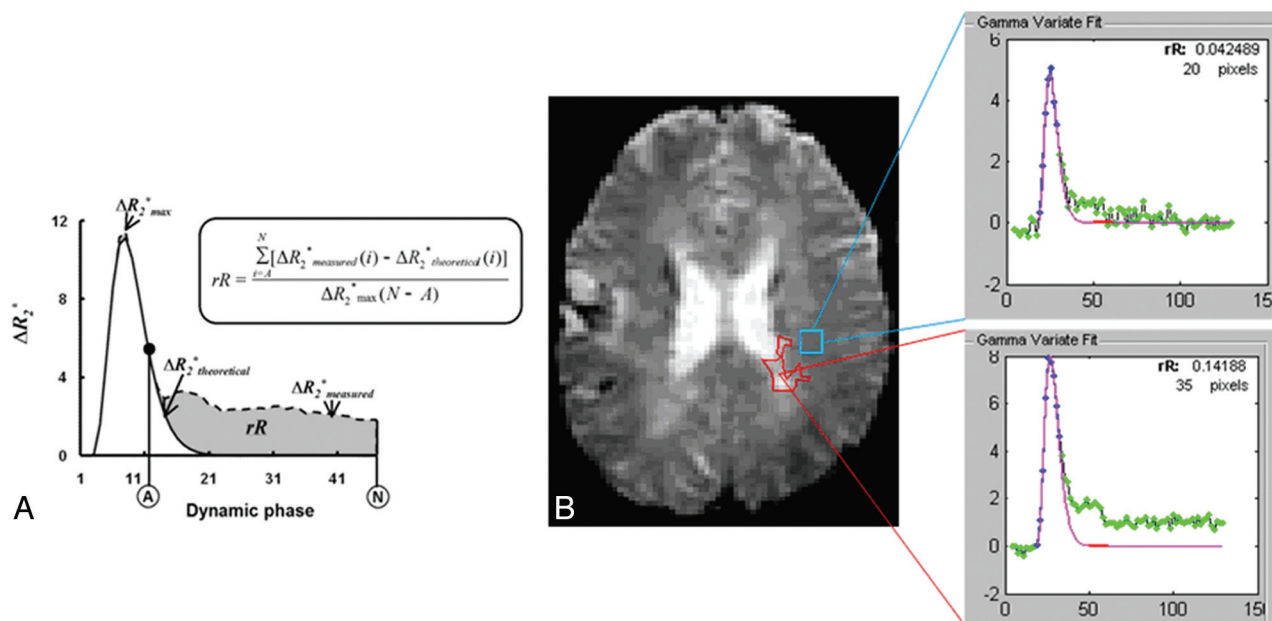 ΔR₂*max
12
8
4
0
ΔR₂*
rR = ∑_{i=A}^{N} [ΔR₂*measured(i) - ΔR₂*theoretical(i)] / ΔR₂*max(N - A)
ΔR₂*theoretical
ΔR₂*measured
rR
1 11 21 31 41
A N
Dynamic phase
A
B
Gamma Variate Fit
rR: 0.042489
20 pixels
6
4
2
0
-2
0 50 100 15
Gamma Variate Fit
rR: 0.14188
35 pixels
8
6
4
2
0
-2
0 50 100 150